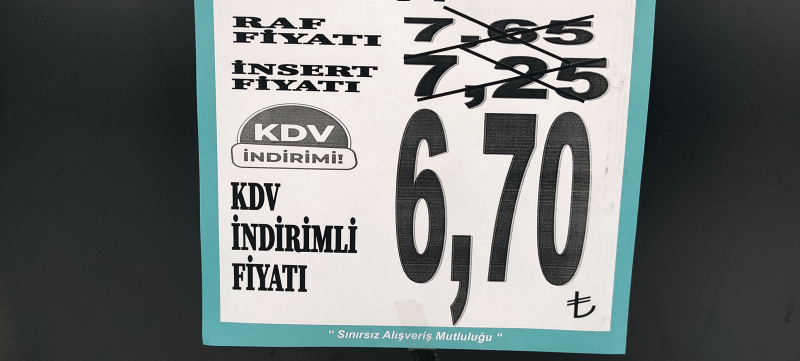 RAF
FİYATI
7,65
İNSERT
FİYATI
7,25
KDV
İNDİRİMİ!
KDV
İNDİRİMLİ
FİYATI
6,70
₺
" Sınırsız Alışveriş Mutluluğu "